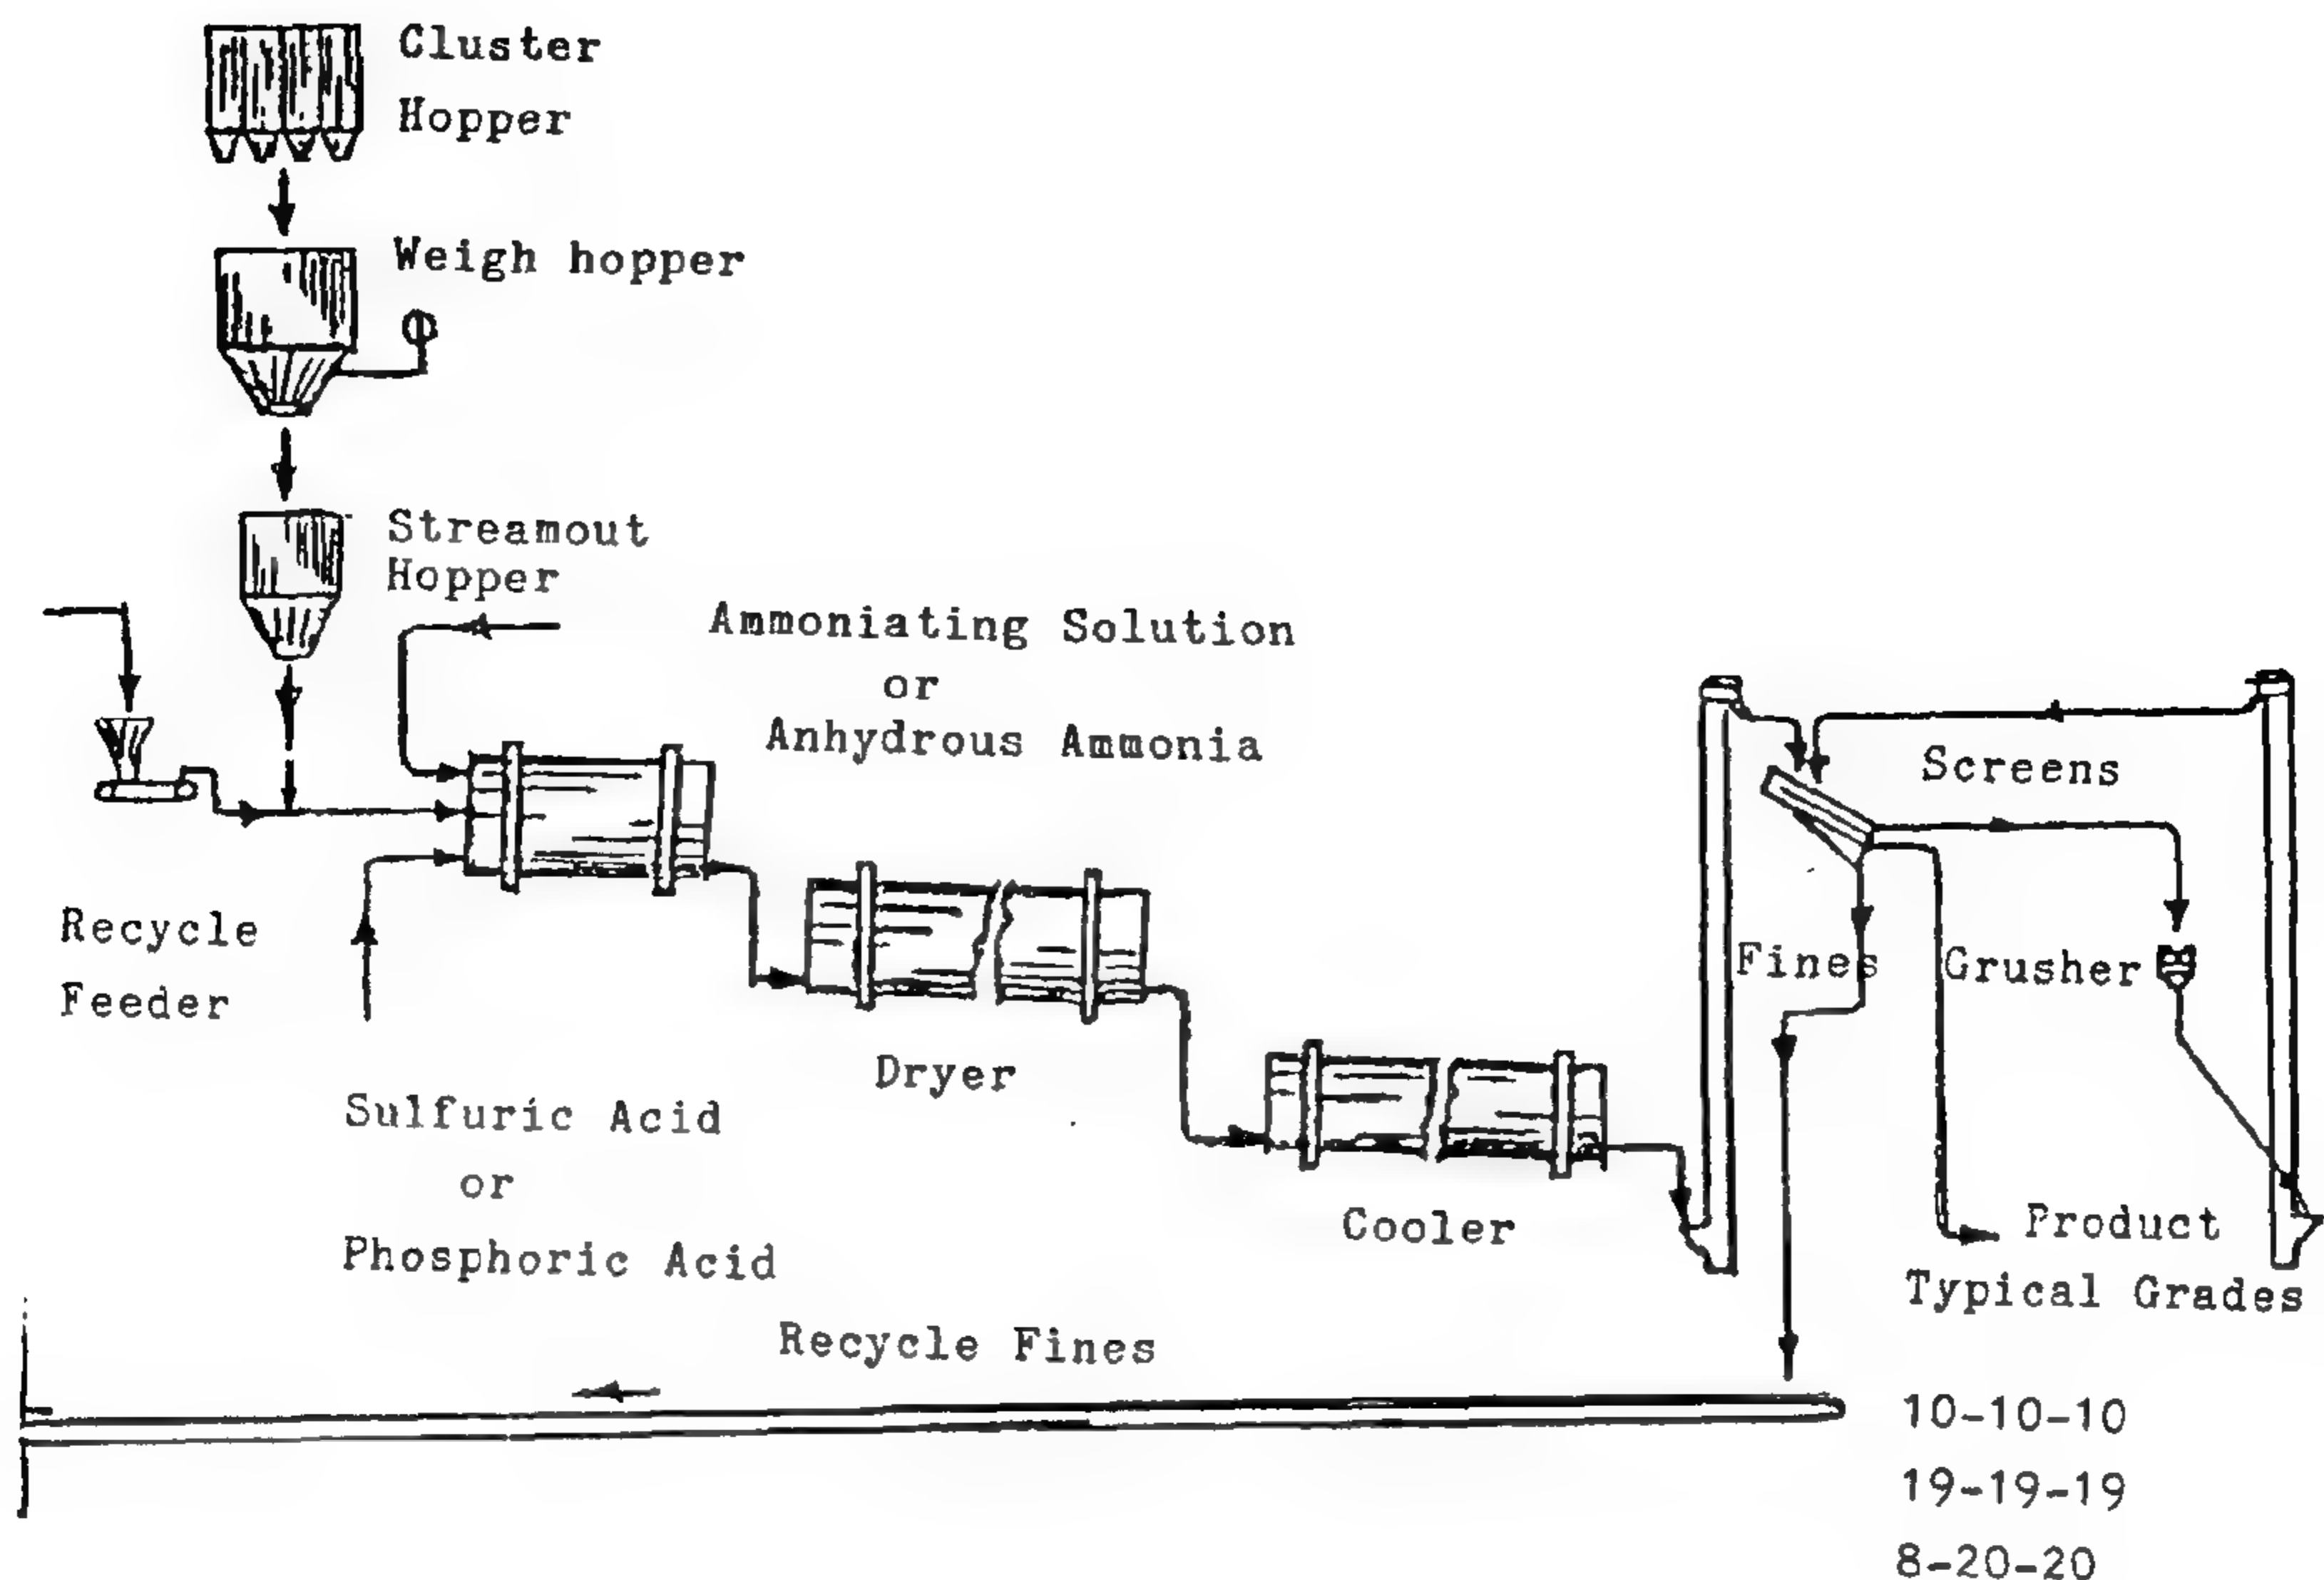 Cluster
Hopper
Weigh hopper
Streamout
Hopper
Ammoniating Solution
or
Anhydrous Ammonia
Screens
Recycle
Feeder
Fines
Grusher
Dryer
Sulfuric Acid
or
Phosphoric Acid
Cooler
Product
Typical Grades
Recycle Fines
10-10-10
19-19-19
8-20-20